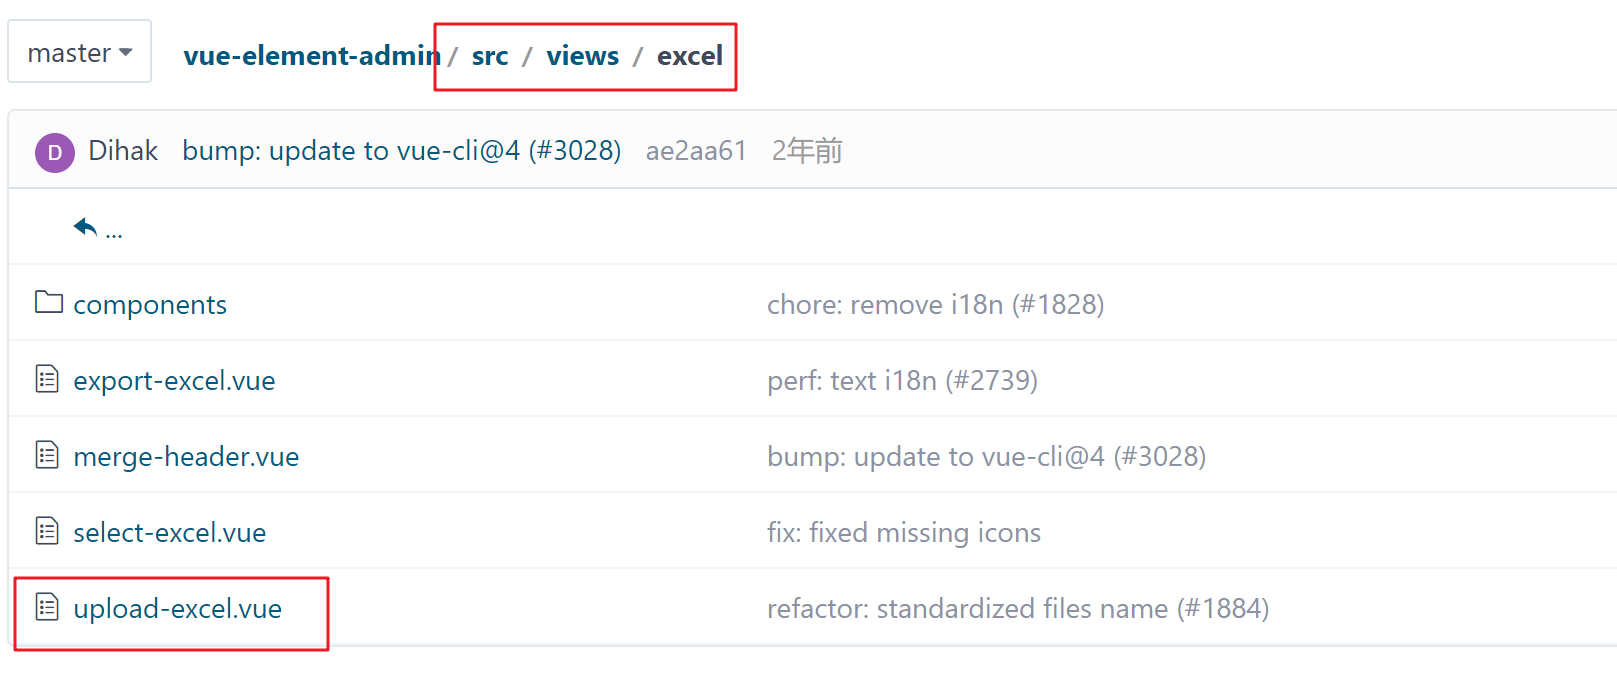 master vue-element-admin / src / views / excel
D Dihak bump: update to vue-cli@4 (#3028) ae2aa61 2年前
...
components chore: remove i18n (#1828)
export-excel.vue perf: text i18n (#2739)
merge-header.vue bump: update to vue-cli@4 (#3028)
select-excel.vue fix: fixed missing icons
upload-excel.vue refactor: standardized files name (#1884)